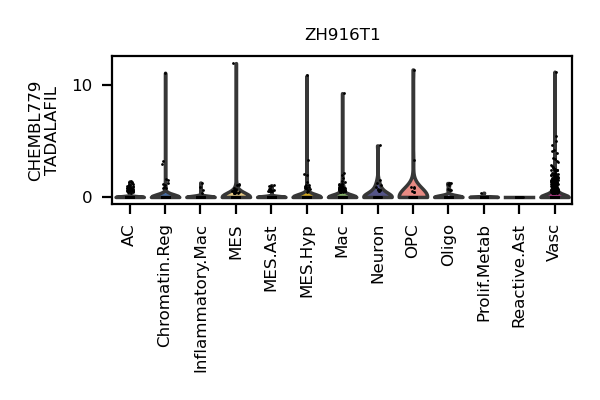 ZH916T1
CHEMBL779
TADALAFIL
10
0
AC
Chromatin.Reg
Inflammatory.Mac
MES
MES.Ast
MES.Hyp
Mac
Neuron
OPC
Oligo
Prolif.Metab
Reactive.Ast
Vasc